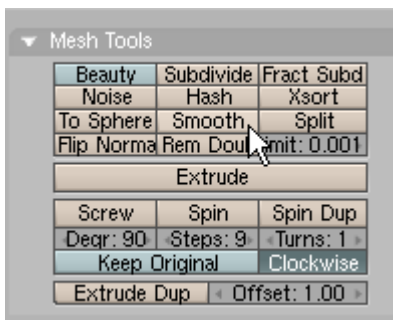 Mesh Tools
Beauty Subdivide Fract Subd
Noise Hash Xsort
To Sphere Smooth Split
Flip Norma Rem Doul imit: 0.001
Extrude
Screw Spin Spin Dup
Degr: 90 Steps: 9 Turns: 1
Keep Original Clockwise
Extrude Dup Offset: 1.00